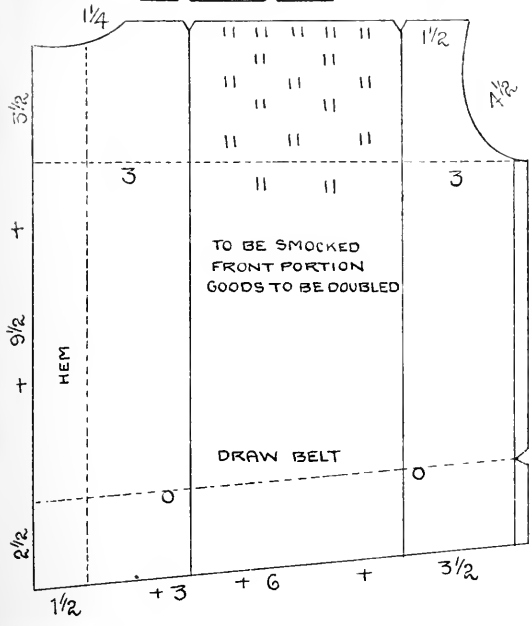 1¼
1½
3½
4½
3
3
TO BE SMOCKED
FRONT PORTION
GOODS TO BE DOUBLED
+
9½
+
HEM
DRAW BELT
O
O
2½
1½ + 3 + 6 + 3½